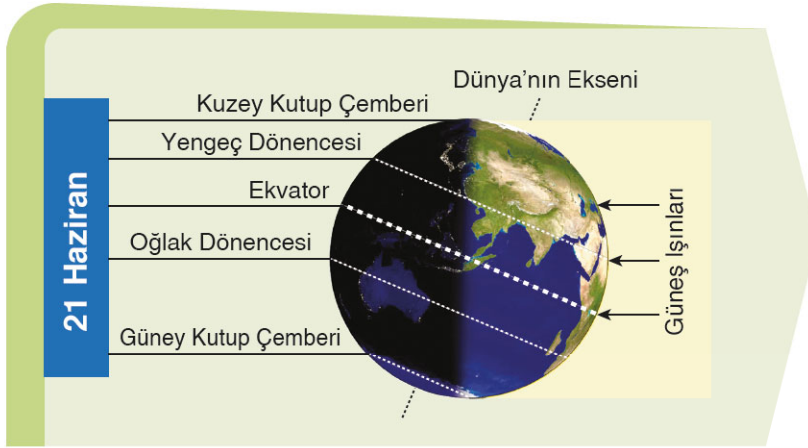 Dünya'nın Ekseni
Kuzey Kutup Çemberi
Yengeç Dönencesi
Ekvator
Oğlak Dönencesi
Güney Kutup Çemberi
21 Haziran
Güneş Işınları